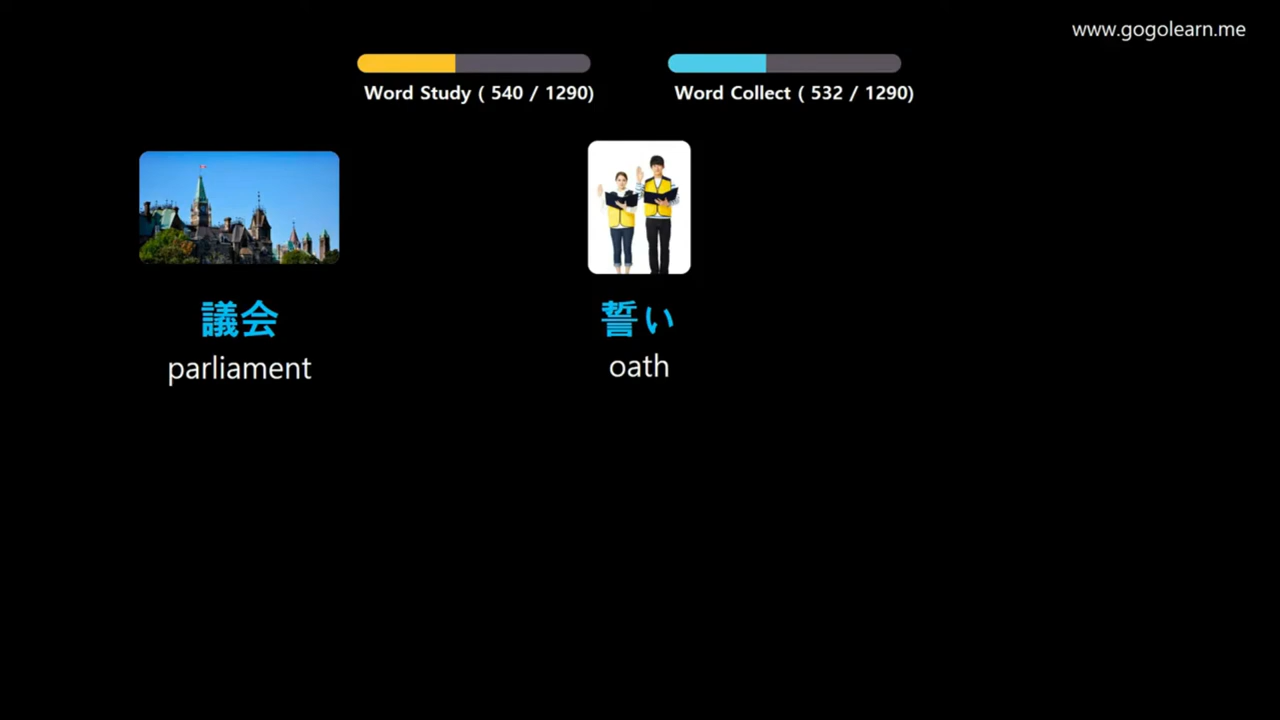 www.gogolearn.me
Word Study ( 540 / 1290)
Word Collect ( 532 / 1290)
議会
parliament
誓い
oath